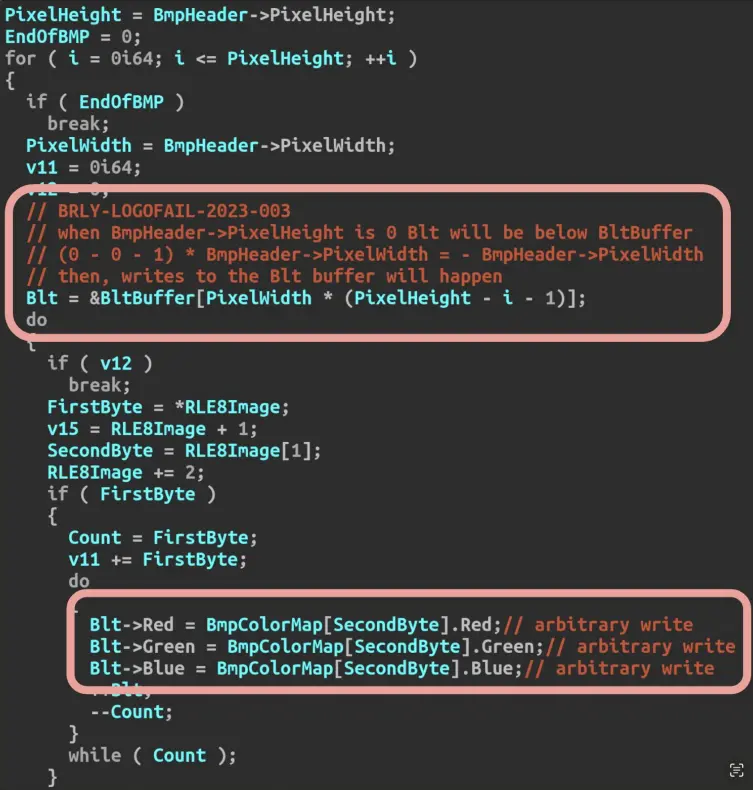 PixelHeight = BmpHeader->PixelHeight;
EndOfBMP = 0;
for ( i = 0i64; i <= PixelHeight; ++i )
{
if ( EndOfBMP )
break;
PixelWidth = BmpHeader->PixelWidth;
v11 = 0i64;
v12 = 0;
// BRLY-LOGOFAIL-2023-003
// when BmpHeader->PixelHeight is 0 Blt will be below BltBuffer
// (0 - 0 - 1) * BmpHeader->PixelWidth = - BmpHeader->PixelWidth
// then, writes to the Blt buffer will happen
Blt = &BltBuffer[PixelWidth * (PixelHeight - i - 1)];
do
{
if ( v12 )
break;
FirstByte = *RLE8Image;
v15 = RLE8Image + 1;
SecondByte = RLE8Image[1];
RLE8Image += 2;
if ( FirstByte )
{
Count = FirstByte;
v11 += FirstByte;
do
Blt->Red = BmpColorMap[SecondByte].Red;// arbitrary write
Blt->Green = BmpColorMap[SecondByte].Green;// arbitrary write
Blt->Blue = BmpColorMap[SecondByte].Blue;// arbitrary write
--Count;
}
while ( Count );
}